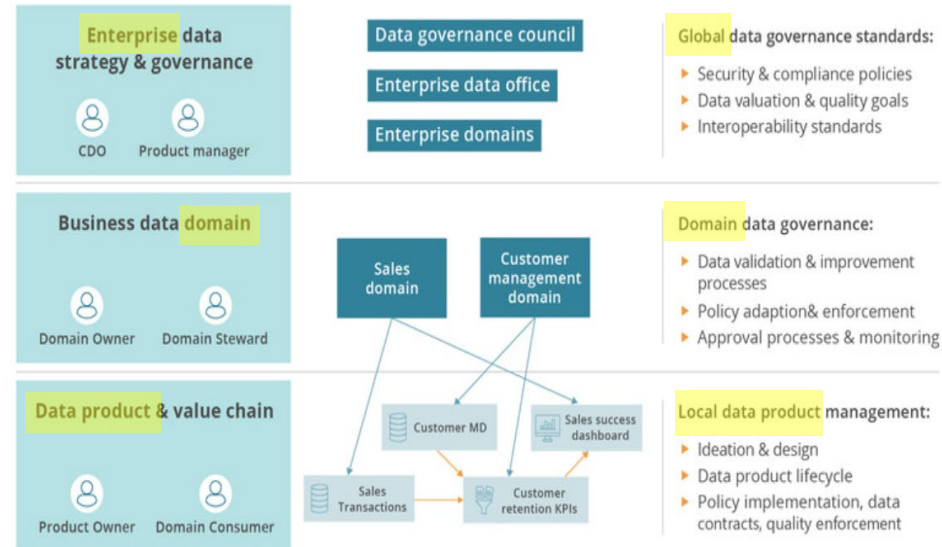 Enterprise data
strategy & governance
CDO
Product manager
Data governance council
Enterprise data office
Enterprise domains
Global data governance standards:
Security & compliance policies
Data valuation & quality goals
Interoperability standards
Business data domain
Domain Owner
Domain Steward
Sales
domain
Customer
management
domain
Domain data governance:
Data validation & improvement
processes
Policy adaption& enforcement
Approval processes & monitoring
Data product & value chain
Product Owner
Domain Consumer
Customer MD
Sales success
dashboard
Sales
Transactions
Customer
retention KPIs
Local data product management:
Ideation & design
Data product lifecycle
Policy implementation, data
contracts, quality enforcement